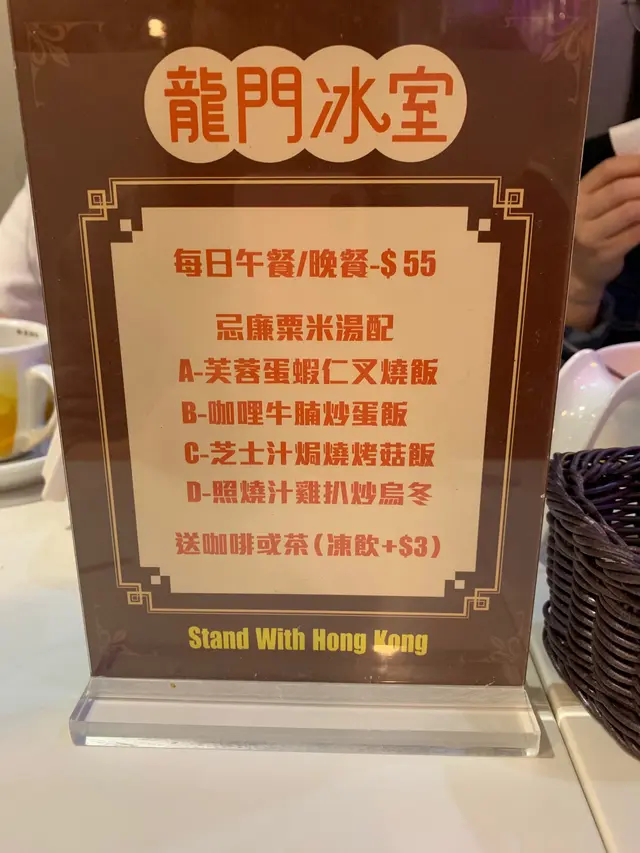 龍門冰室
每日午餐/晚餐-$55
忌廉粟米湯配
A-芙蓉蛋蝦仁叉燒飯
B-咖哩牛腩炒蛋飯
C-芝士汁焗燒烤菇飯
D-照燒汁雞扒炒烏冬
送咖啡或茶(凍飲+$3)
Stand With Hong Kong